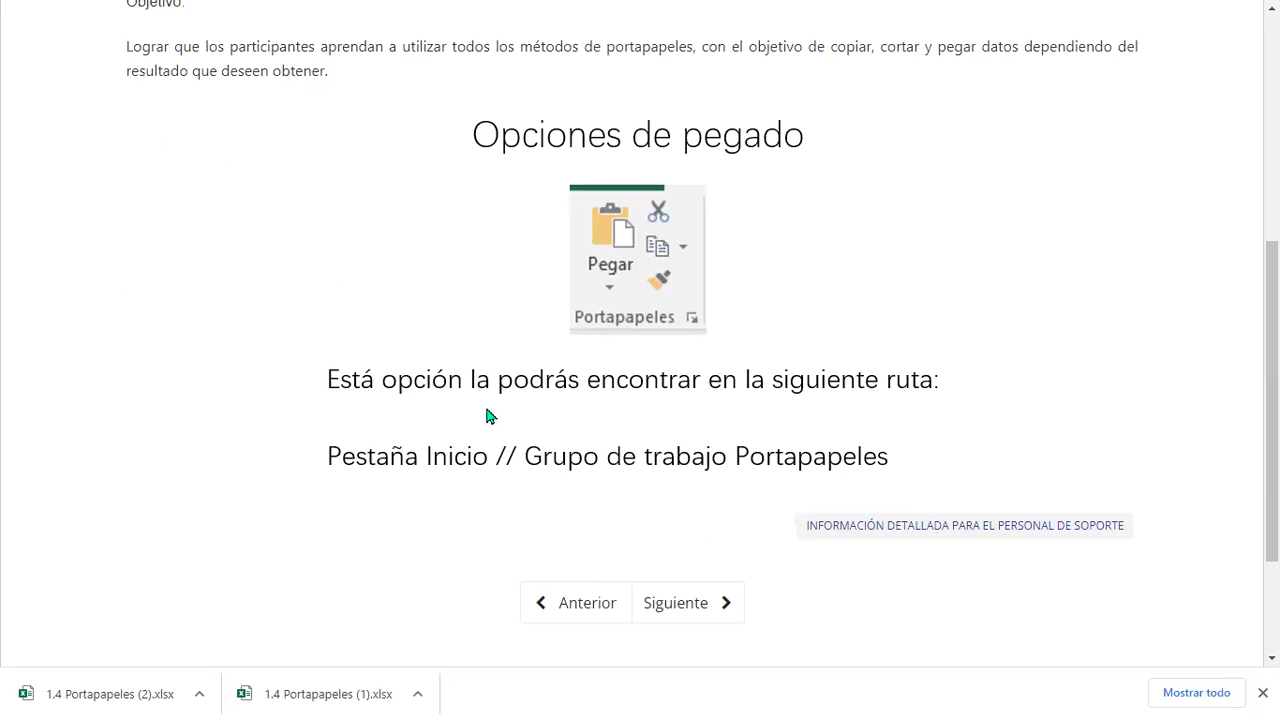 Objetivo.
Lograr que los participantes aprendan a utilizar todos los métodos de portapapeles, con el objetivo de copiar, cortar y pegar datos dependiendo del
resultado que deseen obtener.
Opciones de pegado
Pegar
Portapapeles
Está opción la podrás encontrar en la siguiente ruta:
Pestaña Inicio // Grupo de trabajo Portapapeles
INFORMACIÓN DETALLADA PARA EL PERSONAL DE SOPORTE
Anterior
Siguiente
1.4 Portapapeles (2).xlsx
1.4 Portapapeles (1).xlsx
Mostrar todo